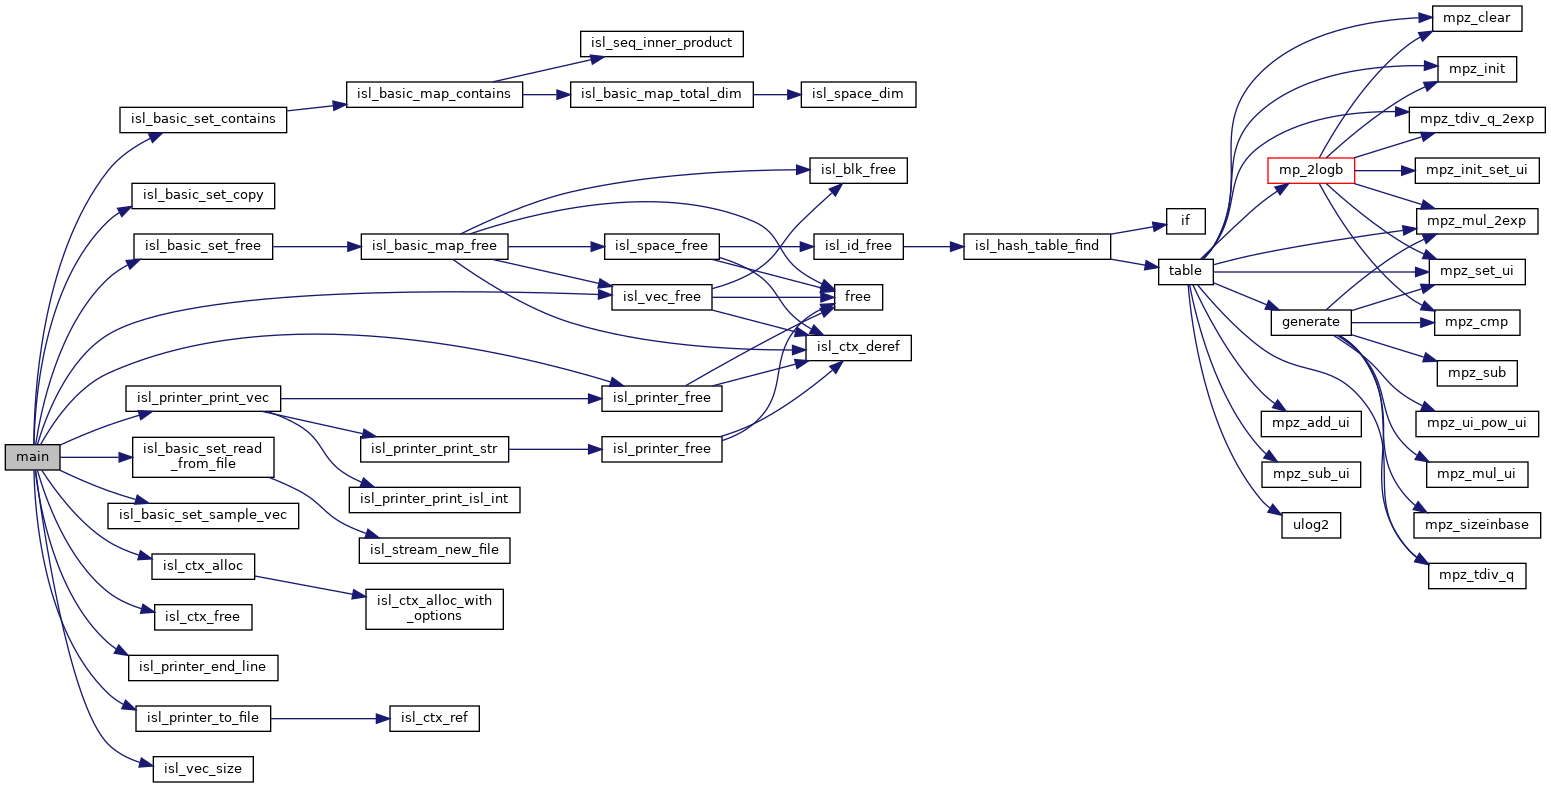 main
isl_basic_set_contains
isl_basic_set_copy
isl_basic_set_free
isl_printer_print_vec
isl_basic_set_read
_from_file
isl_basic_set_sample_vec
isl_ctx_alloc
isl_ctx_free
isl_printer_end_line
isl_printer_to_file
isl_vec_size
isl_basic_map_contains
isl_basic_map_free
isl_printer_print_str
isl_printer_print_isl_int
isl_stream_new_file
isl_ctx_alloc_with
_options
isl_ctx_ref
isl_seq_inner_product
isl_basic_map_total_dim
isl_space_free
isl_vec_free
isl_printer_free
isl_printer_free
isl_space_dim
isl_blk_free
isl_id_free
free
isl_ctx_deref
isl_hash_table_find
if
table
mp_2logb
generate
mpz_add_ui
mpz_sub_ui
ulog2
mpz_clear
mpz_init
mpz_tdiv_q_2exp
mpz_init_set_ui
mpz_mul_2exp
mpz_set_ui
mpz_cmp
mpz_sub
mpz_ui_pow_ui
mpz_mul_ui
mpz_sizeinbase
mpz_tdiv_q